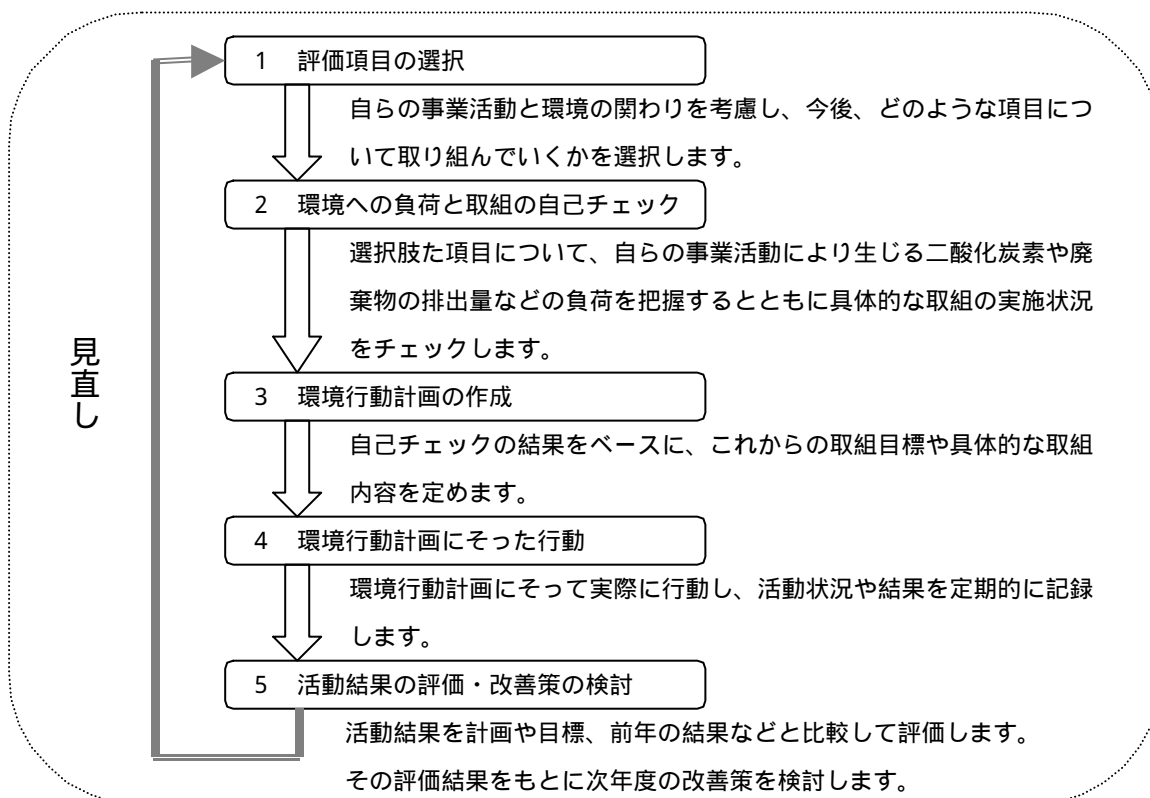 1 評価項目の選択
自らの事業活動と環境の関わりを考慮し、今後、どのような項目につ
いて取り組んでいくかを選択します。
2 環境への負荷と取組の自己チェック
選択肢た項目について、自らの事業活動により生じる二酸化炭素や廃
棄物の排出量などの負荷を把握するとともに具体的な取組の実施状況
をチェックします。
見直し
3 環境行動計画の作成
自己チェックの結果をベースに、これからの取組目標や具体的な取組
内容を定めます。
4 環境行動計画にそった行動
環境行動計画にそって実際に行動し、活動状況や結果を定期的に記録
します。
5 活動結果の評価・改善策の検討
活動結果を計画や目標、前年の結果などと比較して評価します。
その評価結果をもとに次年度の改善策を検討します。